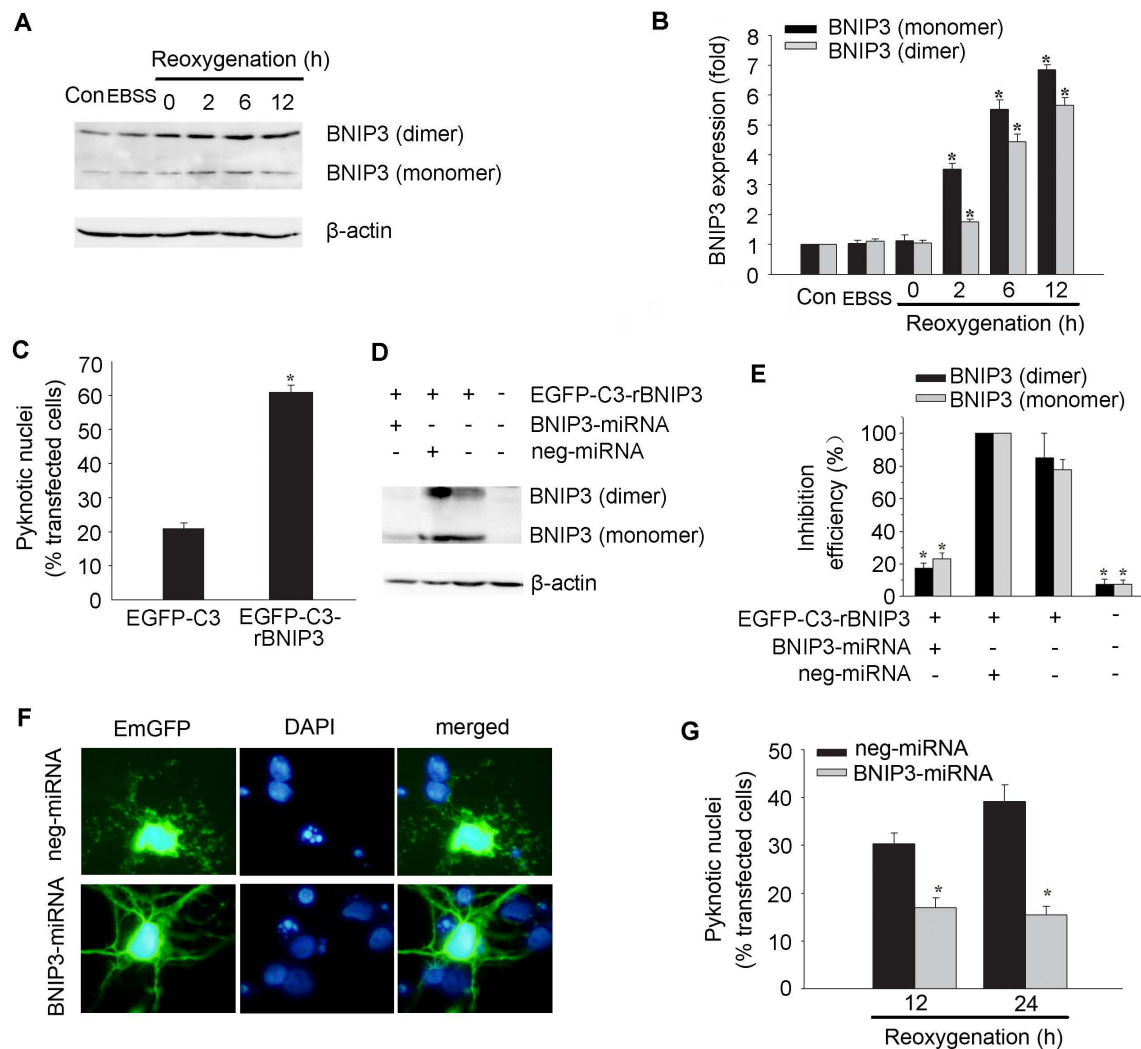 A
Reoxygenation (h)
Con EBSS 0 2 6 12
BNIP3 (dimer)
BNIP3 (monomer)
β-actin
B
BNIP3 (monomer)
BNIP3 (dimer)
BNIP3 expression (fold)
8
7
6
5
4
3
2
1
0
* * * * * *
Con EBSS 0 2 6 12
Reoxygenation (h)
C
Pyknotic nuclei
(% transfected cells)
70
60
50
40
30
20
10
0
*
EGFP-C3 EGFP-C3-
rBNIP3
D
+ + + - EGFP-C3-rBNIP3
+ - - - BNIP3-miRNA
- + - - neg-miRNA
BNIP3 (dimer)
BNIP3 (monomer)
β-actin
E
BNIP3 (dimer)
BNIP3 (monomer)
Inhibition
efficiency (%)
100
80
60
40
20
0
* * * *
EGFP-C3-rBNIP3 + + + -
BNIP3-miRNA + - - -
neg-miRNA - + - -
F
EmGFP DAPI merged
neg-miRNA
BNIP3-miRNA
G
neg-miRNA
BNIP3-miRNA
Pyknotic nuclei
(% transfected cells)
50
40
30
20
10
0
* *
12 24
Reoxygenation (h)